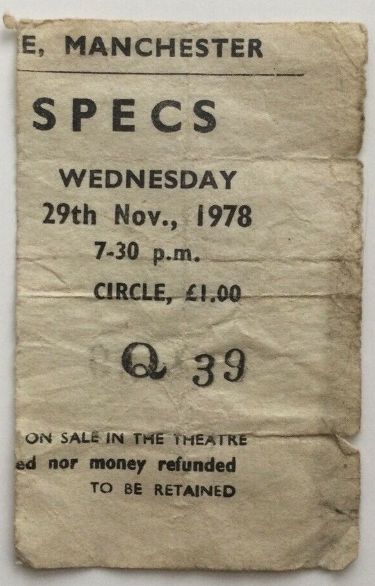 E, MANCHESTER
SPECS
WEDNESDAY
29th Nov., 1978
7-30 p.m.
CIRCLE, £1.00
Q 39
ON SALE IN THE THEATRE
ed nor money refunded
TO BE RETAINED